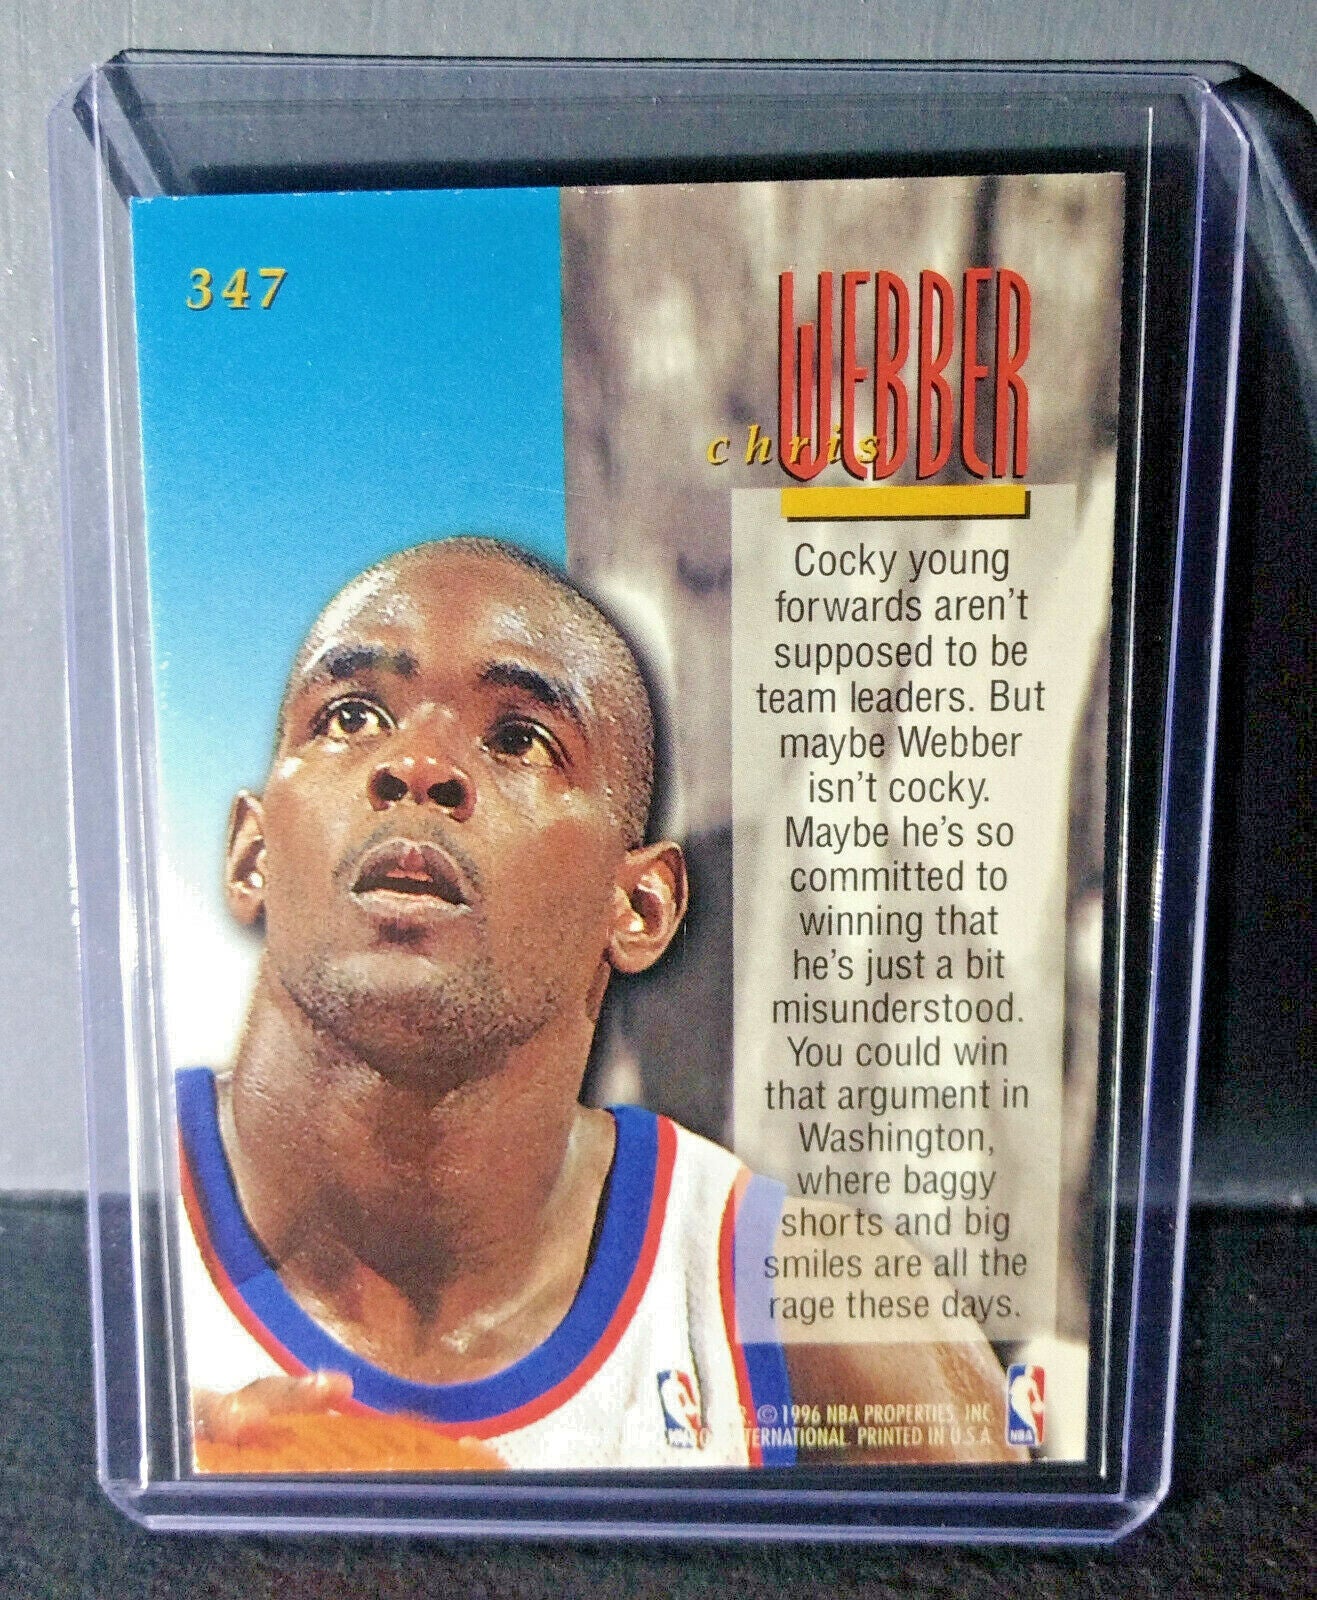 347
WEBBER
chris
Cocky young
forwards aren't
supposed to be
team leaders. But
maybe Webber
isn't cocky.
Maybe he's so
committed to
winning that
he's just a bit
misunderstood.
You could win
that argument in
Washington,
where baggy
shorts and big
smiles are all the
rage these days.
© 1996 NBA PROPERTIES, INC.
INTERNATIONAL. PRINTED IN U.S.A.
NBA